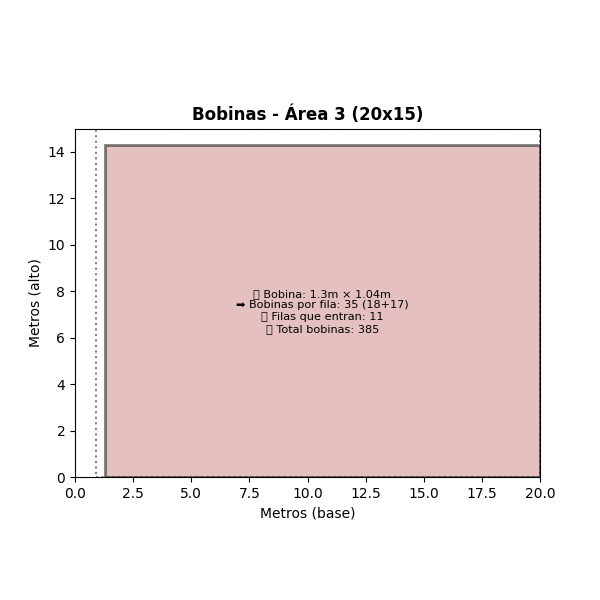 Bobinas - Área 3 (20x15)
Metros (alto)
14
12
10
8
6
4
2
0
▯ Bobina: 1.3m × 1.04m
➡ Bobinas por fila: 35 (18+17)
▯ Filas que entran: 11
▯ Total bobinas: 385
0.0 2.5 5.0 7.5 10.0 12.5 15.0 17.5 20.0
Metros (base)